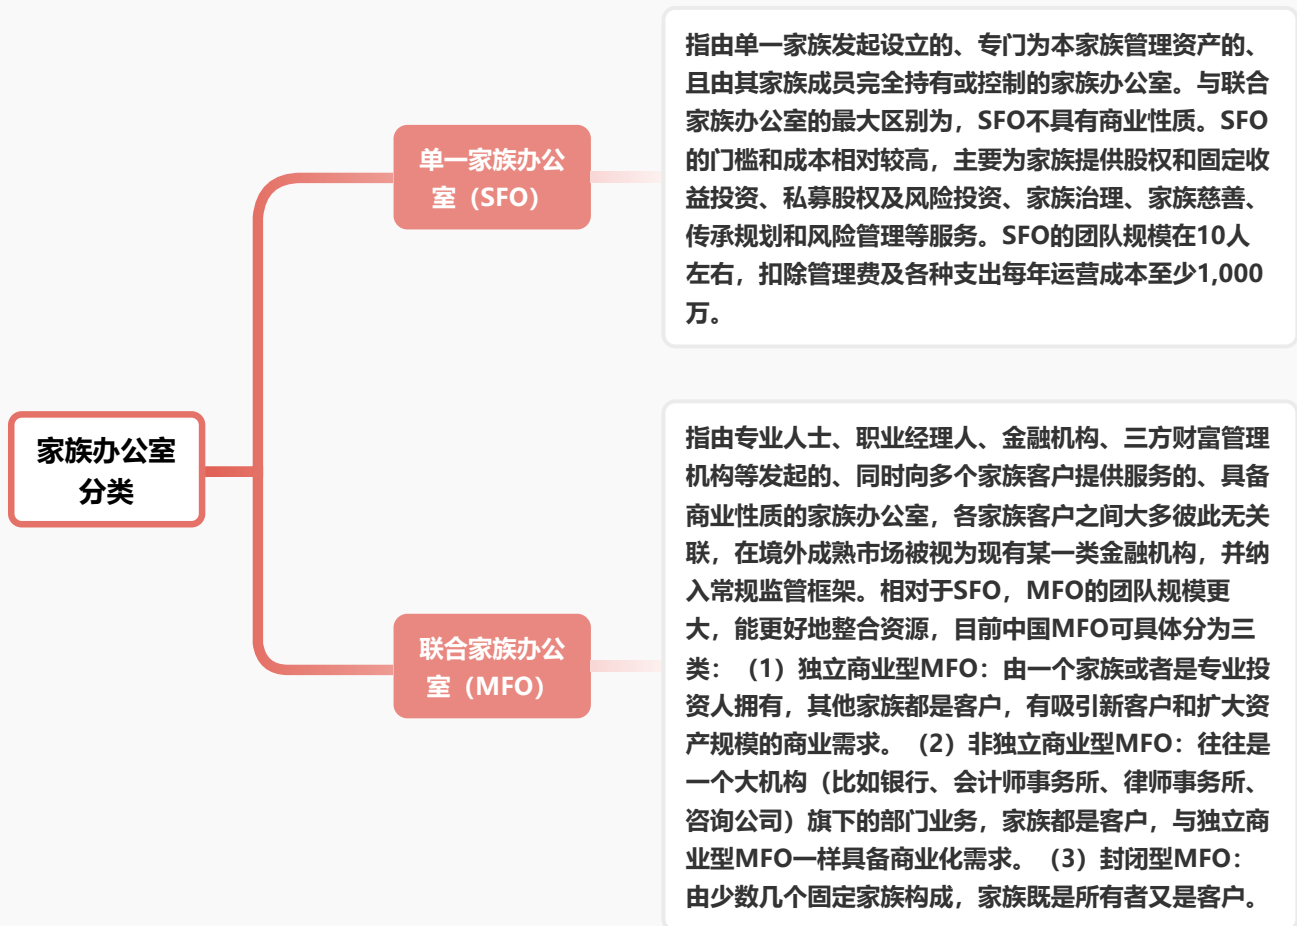 家族办公室
分类
单一家族办公
室（SFO）
指由单一家族发起设立的、专门为本家族管理资产的、
且由其家族成员完全持有或控制的家族办公室。与联合
家族办公室的最大区别为，SFO不具有商业性质。SFO
的门槛和成本相对较高，主要为家族提供股权和固定收
益投资、私募股权及风险投资、家族治理、家族慈善、
传承规划和风险管理等服务。SFO的团队规模在10人
左右，扣除管理费及各种支出每年运营成本至少1,000
万。
联合家族办公
室（MFO）
指由专业人士、职业经理人、金融机构、三方财富管理
机构等发起的、同时向多个家族客户提供服务的、具备
商业性质的家族办公室，各家族客户之间大多彼此无关
联，在境外成熟市场被视为现有某一类金融机构，并纳
入常规监管框架。相对于SFO，MFO的团队规模更
大，能更好地整合资源，目前中国MFO可具体分为三
类：（1）独立商业型MFO：由一个家族或者是专业投
资人拥有，其他家族都是客户，有吸引新客户和扩大资
产规模的商业需求。（2）非独立商业型MFO：往往是
一个大机构（比如银行、会计师事务所、律师事务所、
咨询公司）旗下的部门业务，家族都是客户，与独立商
业型MFO一样具备商业化需求。（3）封闭型MFO：
由少数几个固定家族构成，家族既是所有者又是客户。